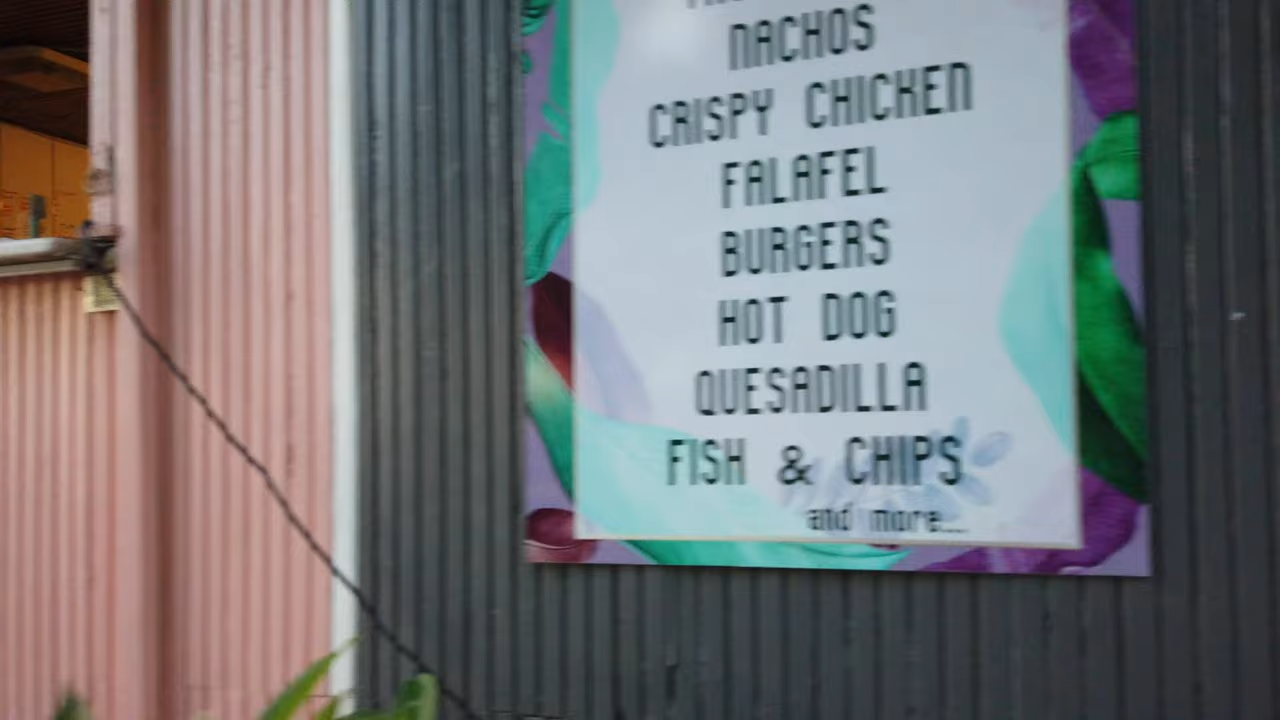 NACHOS
CRISPY CHICKEN
FALAFEL
BURGERS
HOT DOG
QUESADILLA
FISH & CHIPS
and more...